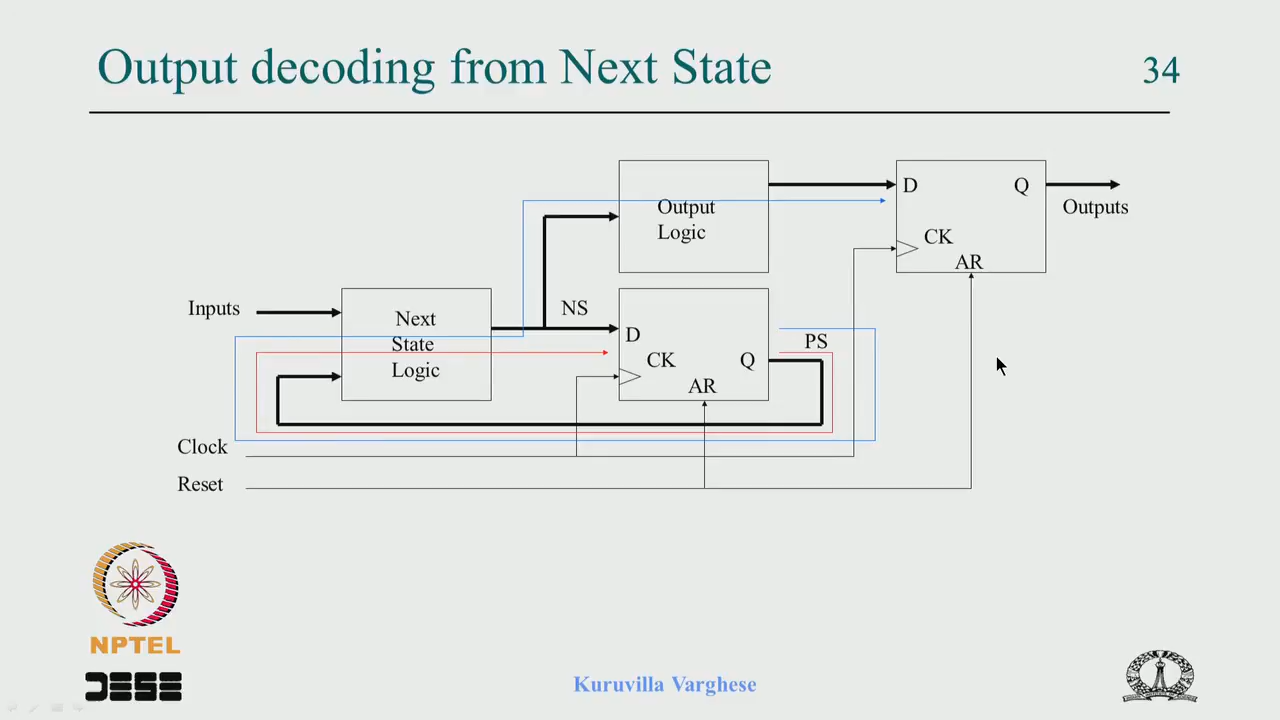 Output decoding from Next State
34
Output
Logic
D
Q
Outputs
CK
AR
Inputs
Next
State
Logic
NS
D
CK
Q
AR
PS
Clock
Reset
NPTEL
DESE
Kuruvilla Varghese